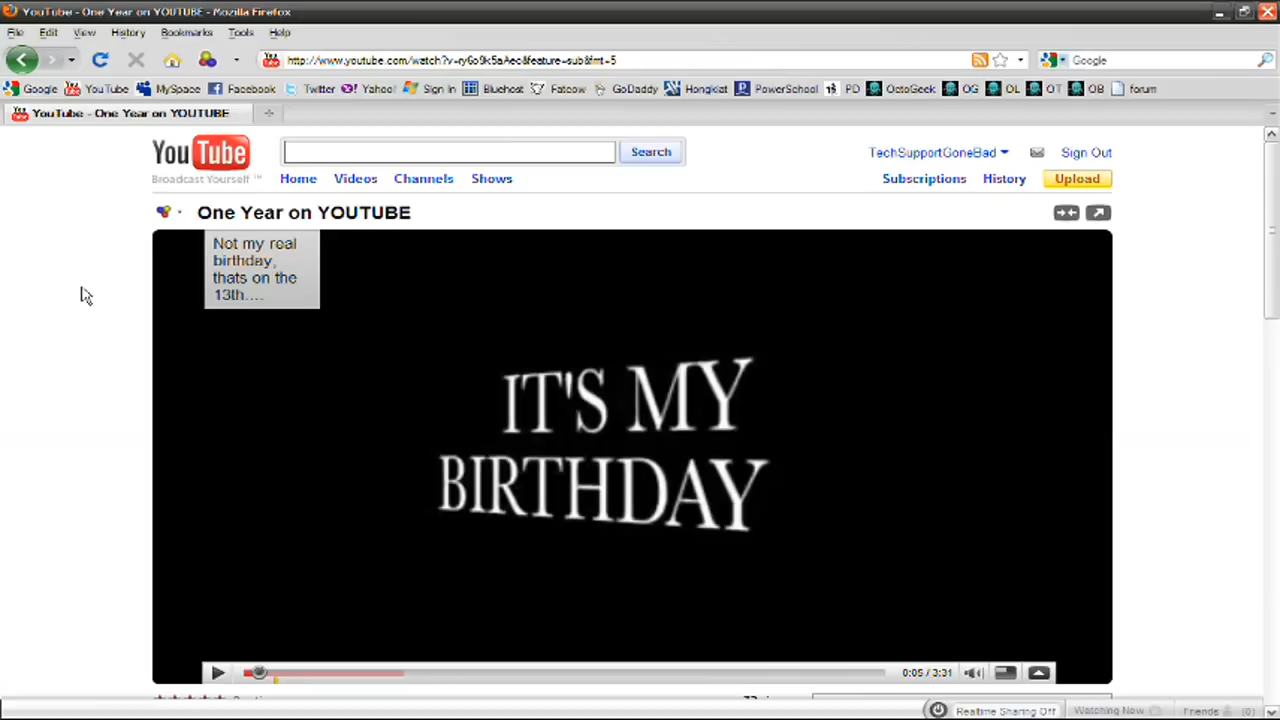 YouTube - One Year on YOUTUBE - Mozilla Firefox
File Edit View History Bookmarks Tools Help
Google
Google YouTube MySpace Facebook Twitter Yahoo! Sign In Bluehost Fatcow GoDaddy Hongkiat PowerSchool PD OctoGeek OG OL OT OB forum
YouTube - One Year on YOUTUBE
YouTube
Broadcast Yourself ™
Search
TechSupportGoneBad
Sign Out
Home Videos Channels Shows
Subscriptions History Upload
One Year on YOUTUBE
Not my real
birthday,
thats on the
13th....
IT'S MY
BIRTHDAY
0:05 / 3:31
Realtime Sharing Off Watching Now Friends (0)